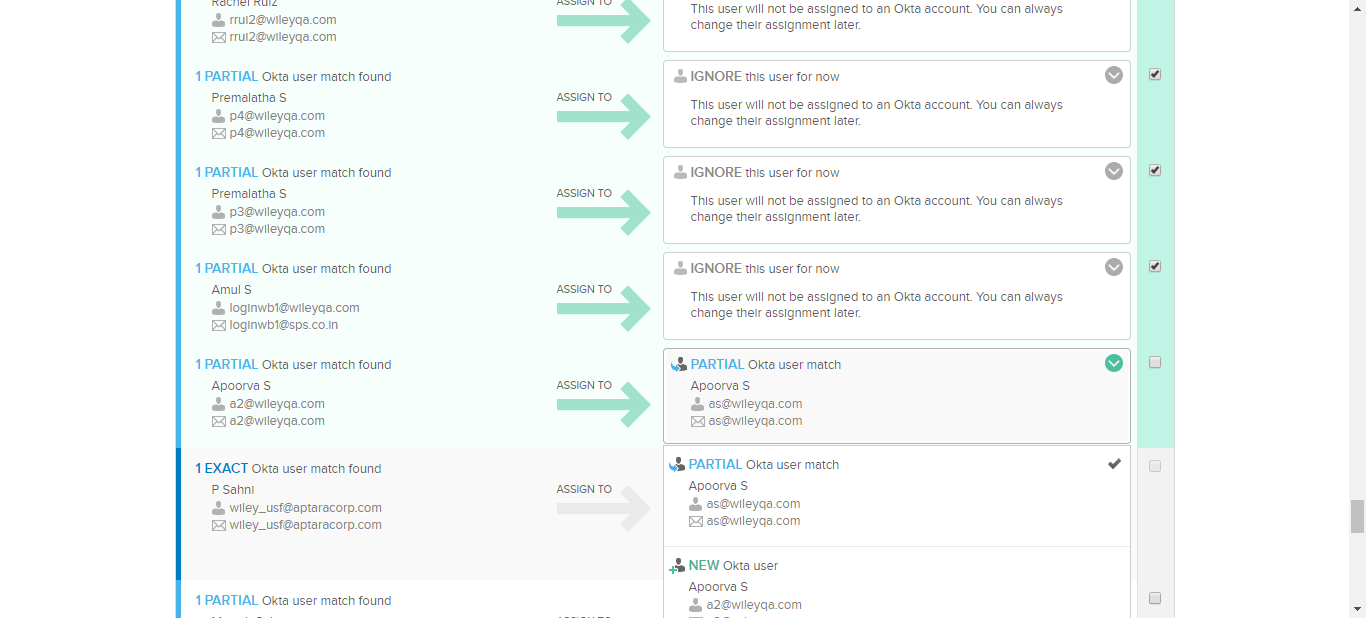 Rachel Ruiz
rrui2@wileyqa.com
rrui2@wileyqa.com
ASSIGN TO
This user will not be assigned to an Okta account. You can always
change their assignment later.
1 PARTIAL Okta user match found
Premalatha S
p4@wileyqa.com
p4@wileyqa.com
ASSIGN TO
IGNORE this user for now
This user will not be assigned to an Okta account. You can always
change their assignment later.
1 PARTIAL Okta user match found
Premalatha S
p3@wileyqa.com
p3@wileyqa.com
ASSIGN TO
IGNORE this user for now
This user will not be assigned to an Okta account. You can always
change their assignment later.
1 PARTIAL Okta user match found
Amul S
loginwb1@wileyqa.com
loginwb1@sps.co.in
ASSIGN TO
IGNORE this user for now
This user will not be assigned to an Okta account. You can always
change their assignment later.
1 PARTIAL Okta user match found
Apoorva S
a2@wileyqa.com
a2@wileyqa.com
ASSIGN TO
PARTIAL Okta user match
Apoorva S
as@wileyqa.com
as@wileyqa.com
1 EXACT Okta user match found
P Sahni
wiley_usf@aptaracorp.com
wiley_usf@aptaracorp.com
ASSIGN TO
PARTIAL Okta user match
Apoorva S
as@wileyqa.com
as@wileyqa.com
NEW Okta user
Apoorva S
a2@wileyqa.com
1 PARTIAL Okta user match found
ASSIGN TO